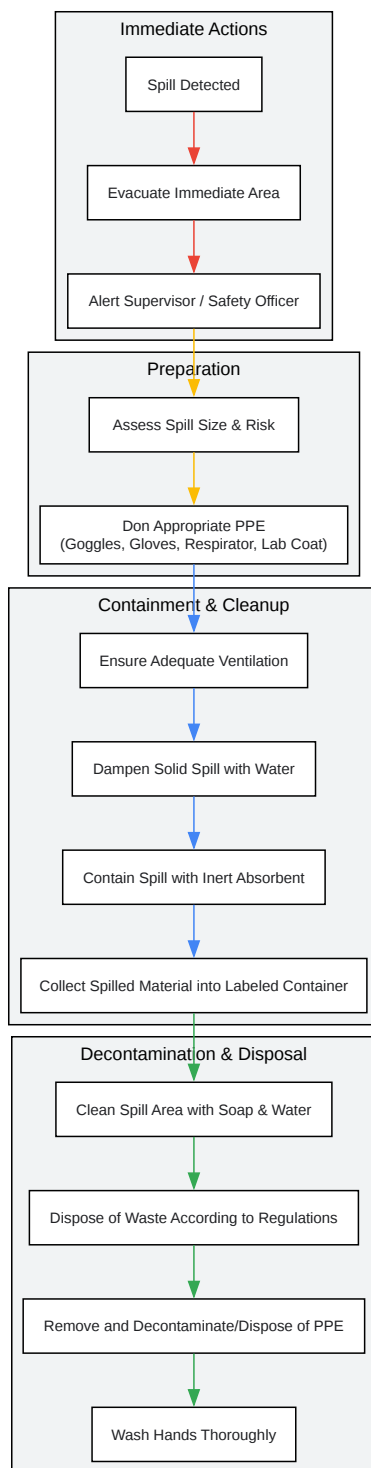 Immediate Actions
Spill Detected
Evacuate Immediate Area
Alert Supervisor / Safety Officer
Preparation
Assess Spill Size & Risk
Don Appropriate PPE
(Goggles, Gloves, Respirator, Lab Coat)
Containment & Cleanup
Ensure Adequate Ventilation
Dampen Solid Spill with Water
Contain Spill with Inert Absorbent
Collect Spilled Material into Labeled Container
Decontamination & Disposal
Clean Spill Area with Soap & Water
Dispose of Waste According to Regulations
Remove and Decontaminate/Dispose of PPE
Wash Hands Thoroughly